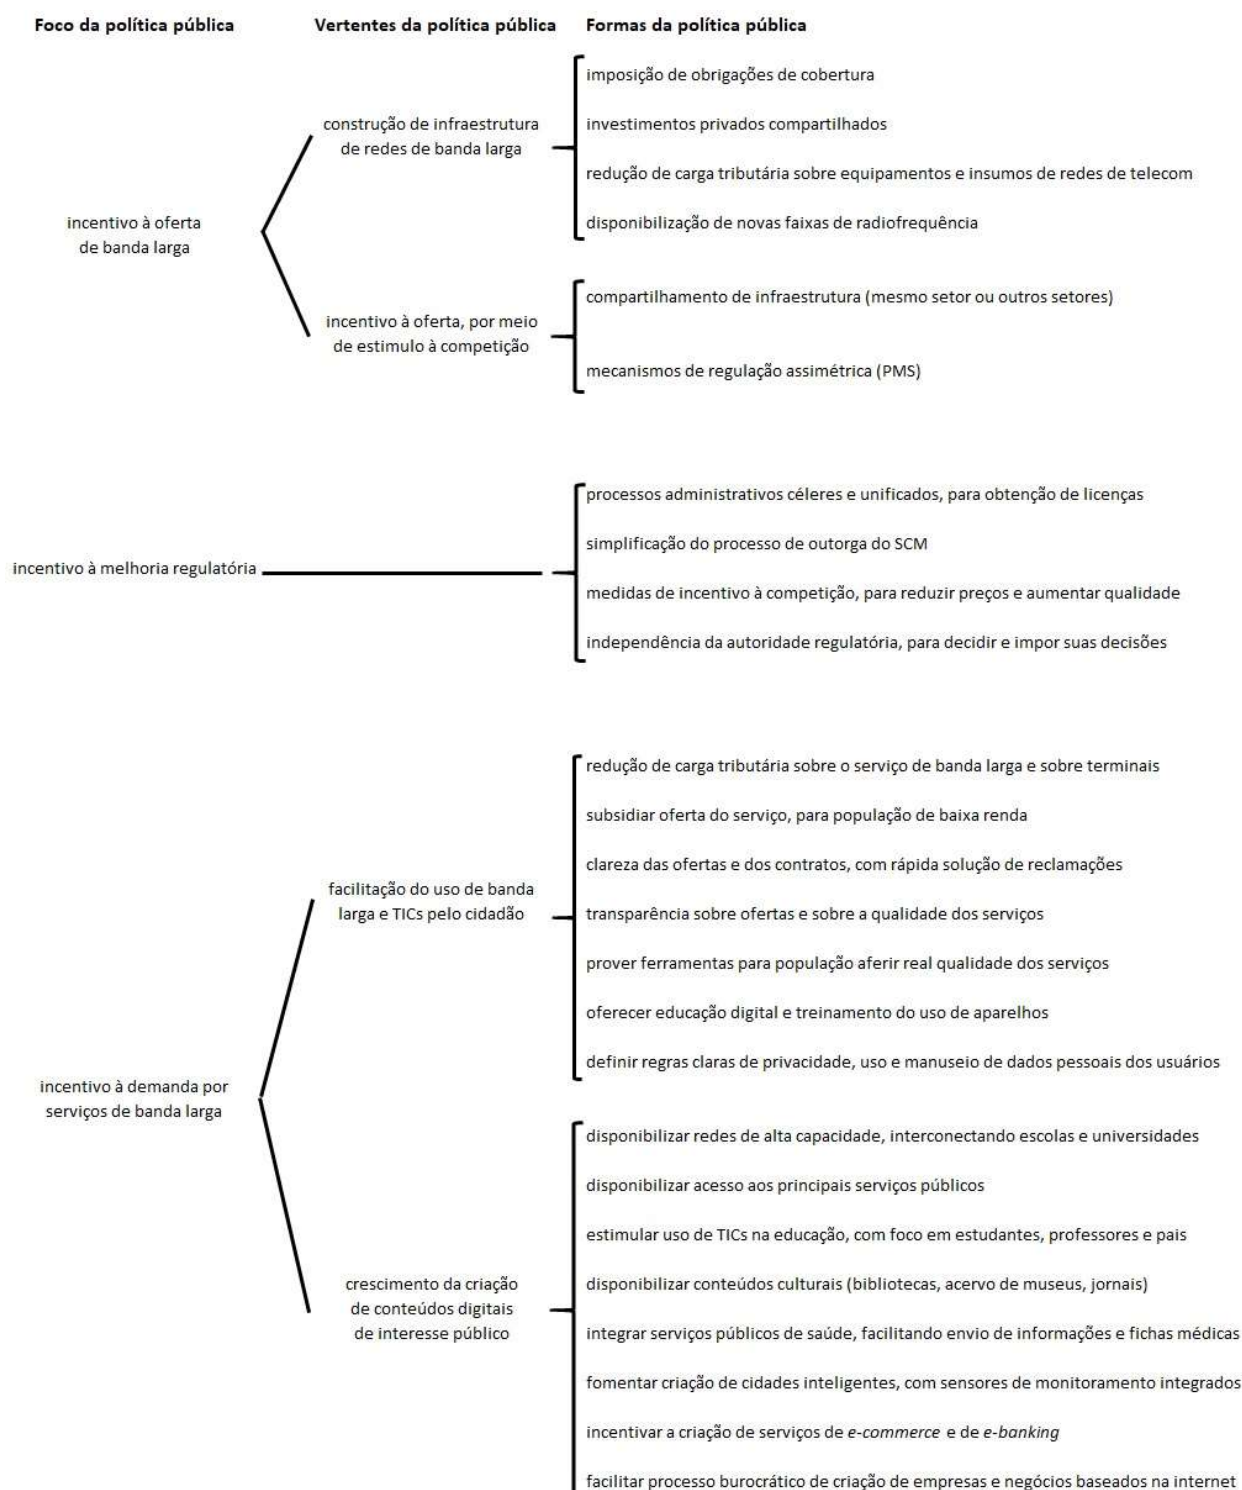 Foco da política pública
Vertentes da política pública
Formas da política pública
incentivo à oferta
de banda larga
construção de infraestrutura
de redes de banda larga
imposição de obrigações de cobertura
investimentos privados compartilhados
redução de carga tributária sobre equipamentos e insumos de redes de telecom
disponibilização de novas faixas de radiofrequência
incentivo à oferta, por meio
de estimulo à competição
compartilhamento de infraestrutura (mesmo setor ou outros setores)
mecanismos de regulação assimétrica (PMS)
incentivo à melhoria regulatória
processos administrativos céleres e unificados, para obtenção de licenças
simplificação do processo de outorga do SCM
medidas de incentivo à competição, para reduzir preços e aumentar qualidade
independência da autoridade regulatória, para decidir e impor suas decisões
incentivo à demanda por
serviços de banda larga
facilitação do uso de banda
larga e TICs pelo cidadão
redução de carga tributária sobre o serviço de banda larga e sobre terminais
subsidiar oferta do serviço, para população de baixa renda
clareza das ofertas e dos contratos, com rápida solução de reclamações
transparência sobre ofertas e sobre a qualidade dos serviços
prover ferramentas para população aferir real qualidade dos serviços
oferecer educação digital e treinamento do uso de aparelhos
definir regras claras de privacidade, uso e manuseio de dados pessoais dos usuários
crescimento da criação
de conteúdos digitais
de interesse público
disponibilizar redes de alta capacidade, interconectando escolas e universidades
disponibilizar acesso aos principais serviços públicos
estimular uso de TICs na educação, com foco em estudantes, professores e pais
disponibilizar conteúdos culturais (bibliotecas, acervo de museus, jornais)
integrar serviços públicos de saúde, facilitando envio de informações e fichas médicas
fomentar criação de cidades inteligentes, com sensores de monitoramento integrados
incentivar a criação de serviços de e-commerce e de e-banking
facilitar processo burocrático de criação de empresas e negócios baseados na internet